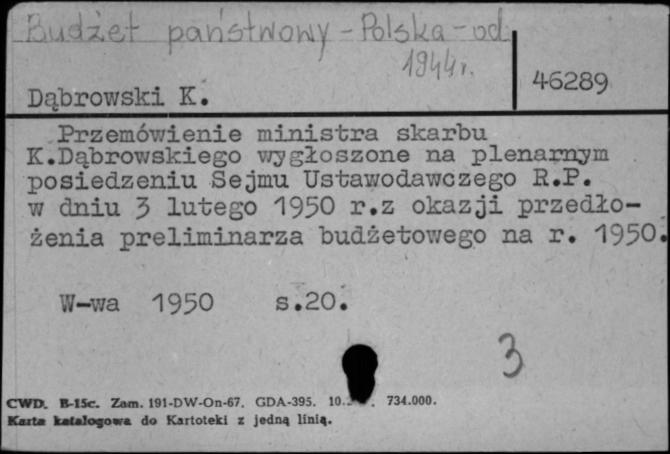 Budżet państwowy - Polska - od
1944r.
46289
Dąbrowski K.
Przemówienie ministra skarbu
K.Dąbrowskiego wygłoszone na plenarnym
posiedzeniu Sejmu Ustawodawczego R.P.
w dniu 3 lutego 1950 r.z okazji przedło-
żenia preliminarza budżetowego na r. 1950.
W-wa 1950 s.20.
3
CWD. B-15c. Zam. 191-DW-On-67. GDA-395. 734.000.
Karta katalogowa do Kartoteki z jedną linią.